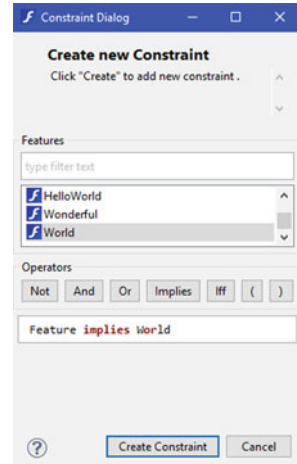 Constraint Dialog
Create new Constraint
Click "Create" to add new constraint .
Features
type filter text
HelloWorld
Wonderful
World
Operators
Not And Or Implies Iff ( )
Feature implies World
? Create Constraint Cancel